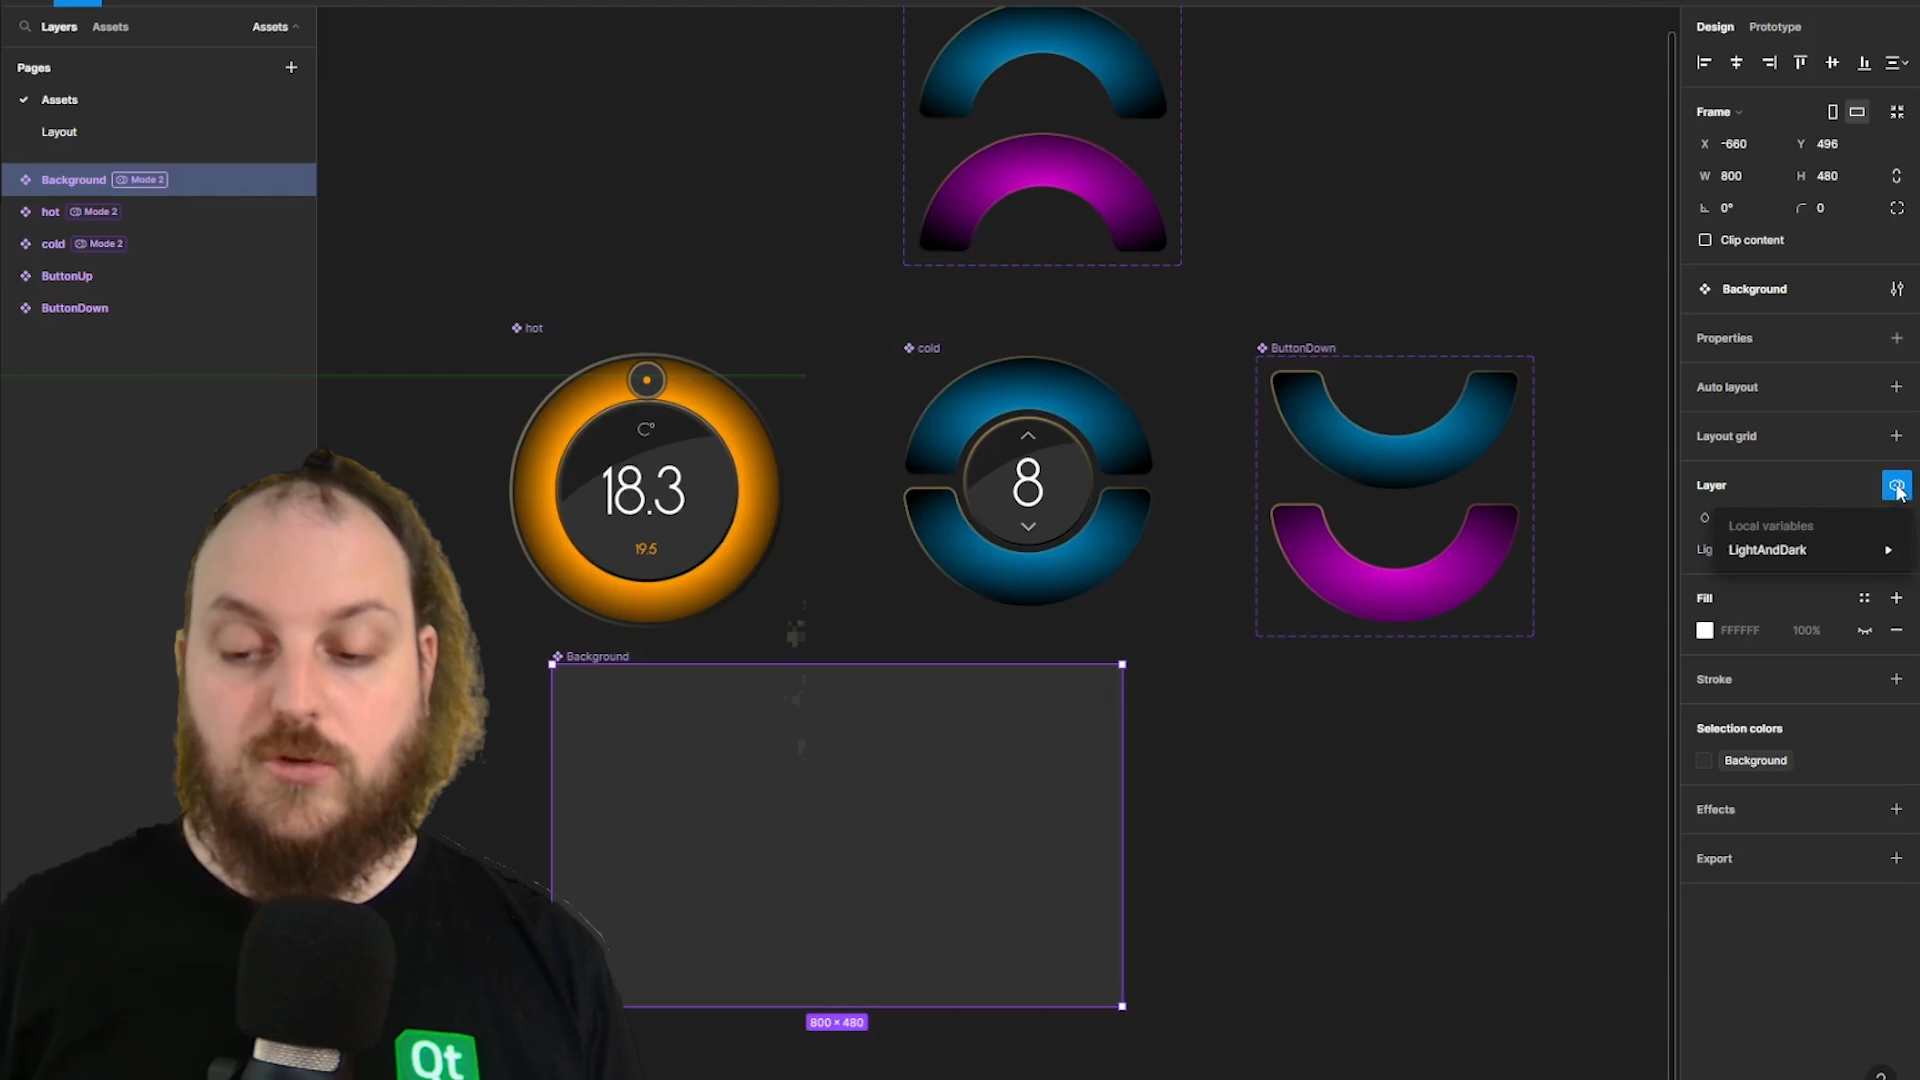 Layers Assets Assets
Pages
Assets
Layout
Background Mode 2
hot Mode 2
cold Mode 2
ButtonUp
ButtonDown
hot
C°
18.3
19.5
cold
8
ButtonDown
Background
800 × 480
Qt
Design Prototype
Frame
X -660 Y 496
W 800 H 480
0° 0
Clip content
Background
Properties
Auto layout
Layout grid
Layer
Local variables
Lig LightAndDark
Fill
FFFFFF 100%
Stroke
Selection colors
Background
Effects
Export